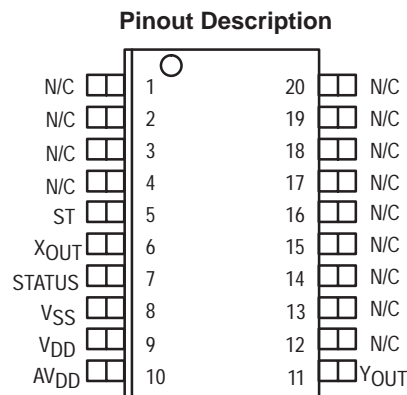 Pinout Description
N/C 1 20 N/C
N/C 2 19 N/C
N/C 3 18 N/C
N/C 4 17 N/C
ST 5 16 N/C
XOUT 6 15 N/C
STATUS 7 14 N/C
VSS 8 13 N/C
VDD 9 12 N/C
AVDD 10 11 YOUT